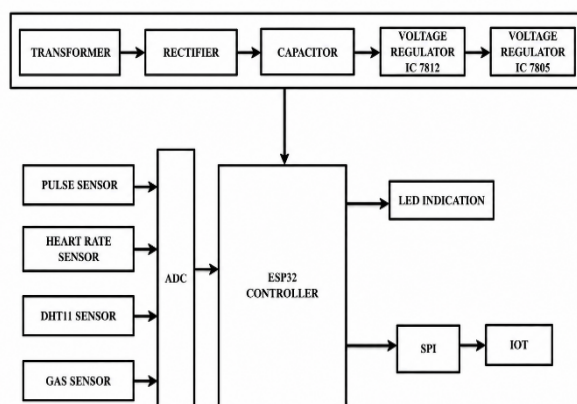 TRANSFORMER
RECTIFIER
CAPACITOR
VOLTAGE
REGULATOR
IC 7812
VOLTAGE
REGULATOR
IC 7805
PULSE SENSOR
HEART RATE
SENSOR
DHT11 SENSOR
GAS SENSOR
ADC
ESP32
CONTROLLER
LED INDICATION
SPI
IOT